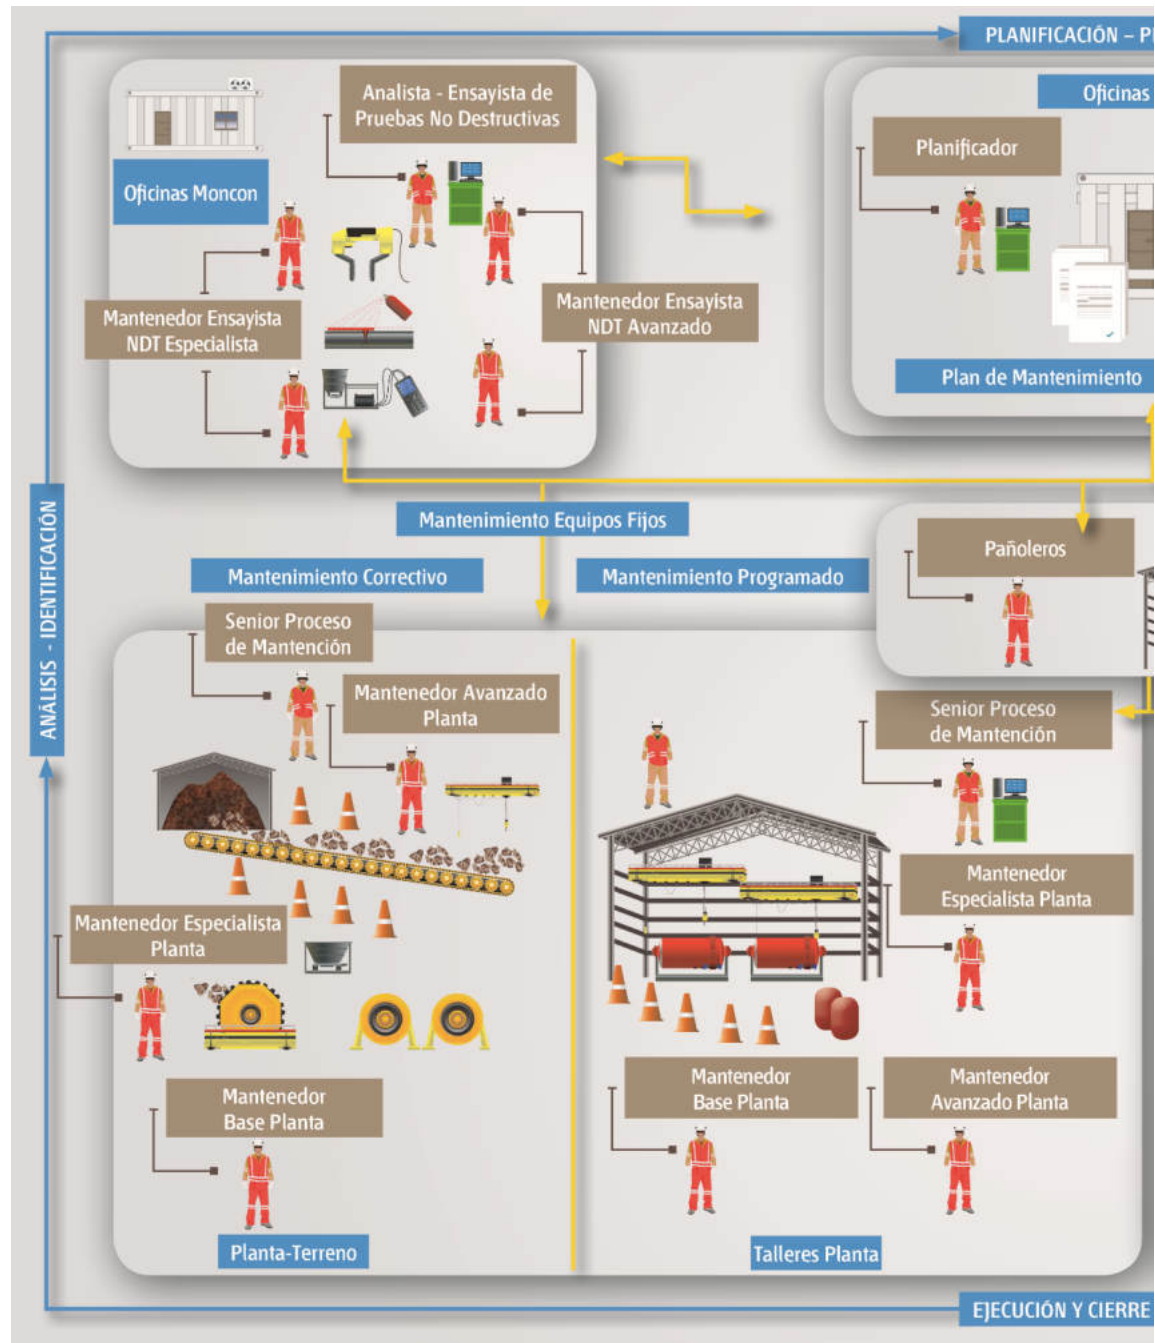 PLANIFICACIÓN –
Analista - Ensayista de
Pruebas No Destructivas
Oficinas Moncon
Mantenedor Ensayista
NDT Especialista
Mantenedor Ensayista
NDT Avanzado
Oficinas
Planificador
Plan de Mantenimiento
ANÁLISIS - IDENTIFICACIÓN
Mantenimiento Equipos Fijos
Mantenimiento Correctivo
Mantenimiento Programado
Pañoleros
Senior Proceso
de Mantención
Mantenedor Avanzado
Planta
Mantenedor Especialista
Planta
Mantenedor
Base Planta
Planta-Terreno
Senior Proceso
de Mantención
Mantenedor
Especialista Planta
Mantenedor
Base Planta
Mantenedor
Avanzado Planta
Talleres Planta
EJECUCIÓN Y CIERRE